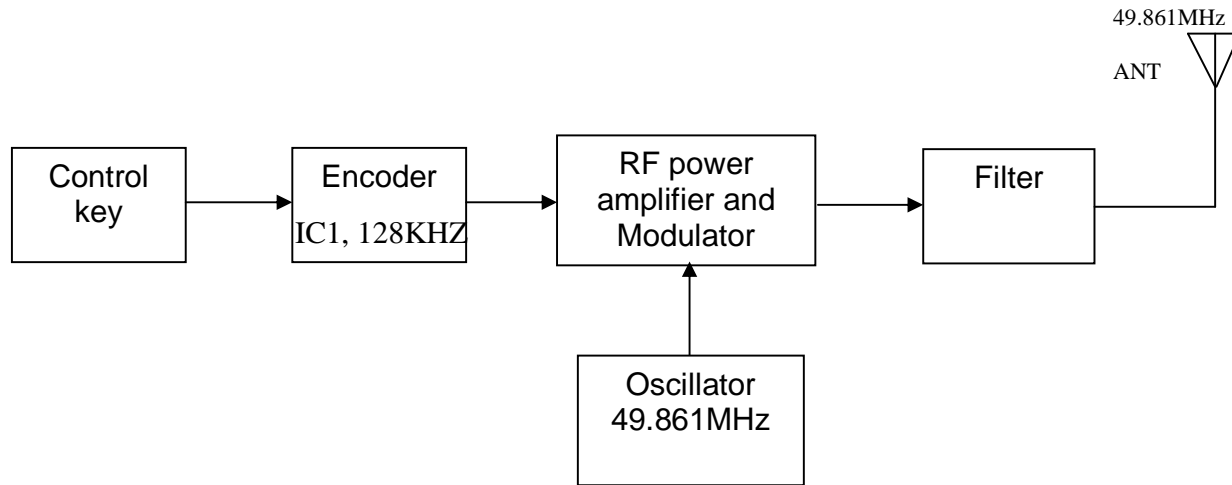 49.861MHz
ANT
Control
key
Encoder
IC1, 128KHZ
RF power
amplifier and
Modulator
Filter
Oscillator
49.861MHz